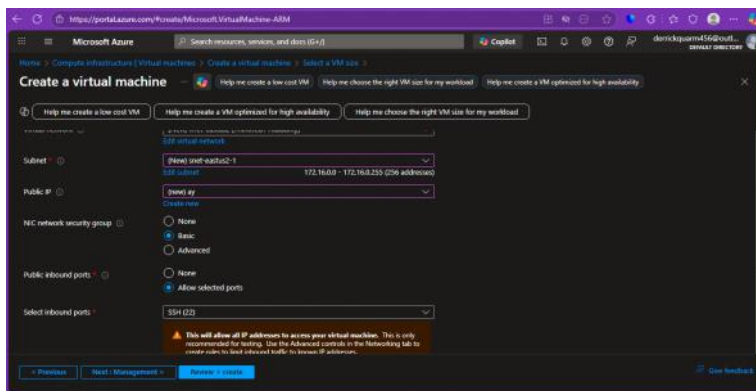 https://portal.azure.com/#create/Microsoft.VirtualMachine-ARM
Microsoft Azure
Search resources, services, and docs (G+/)
Copilot
derrickquarm456@outl...
DEFAULT DIRECTORY
Home > Compute infrastructure | Virtual machines > Create a virtual machine > Select a VM size >
Create a virtual machine
Help me create a low cost VM
Help me choose the right VM size for my workload
Help me create a VM optimized for high availability
Help me create a low cost VM
Help me create a VM optimized for high availability
Help me choose the right VM size for my workload
Edit virtual network
Subnet *
(New) snet-eastus2-1
Edit subnet
172.16.0.0 - 172.16.0.255 (256 addresses)
Public IP
(new) ay
Create new
NIC network security group
None
Basic
Advanced
Public inbound ports *
None
Allow selected ports
Select inbound ports *
SSH (22)
This will allow all IP addresses to access your virtual machine. This is only
recommended for testing. Use the Advanced controls in the Networking tab to
create rules to limit inbound traffic to known IP addresses.
< Previous
Next : Management >
Review + create
Give feedback